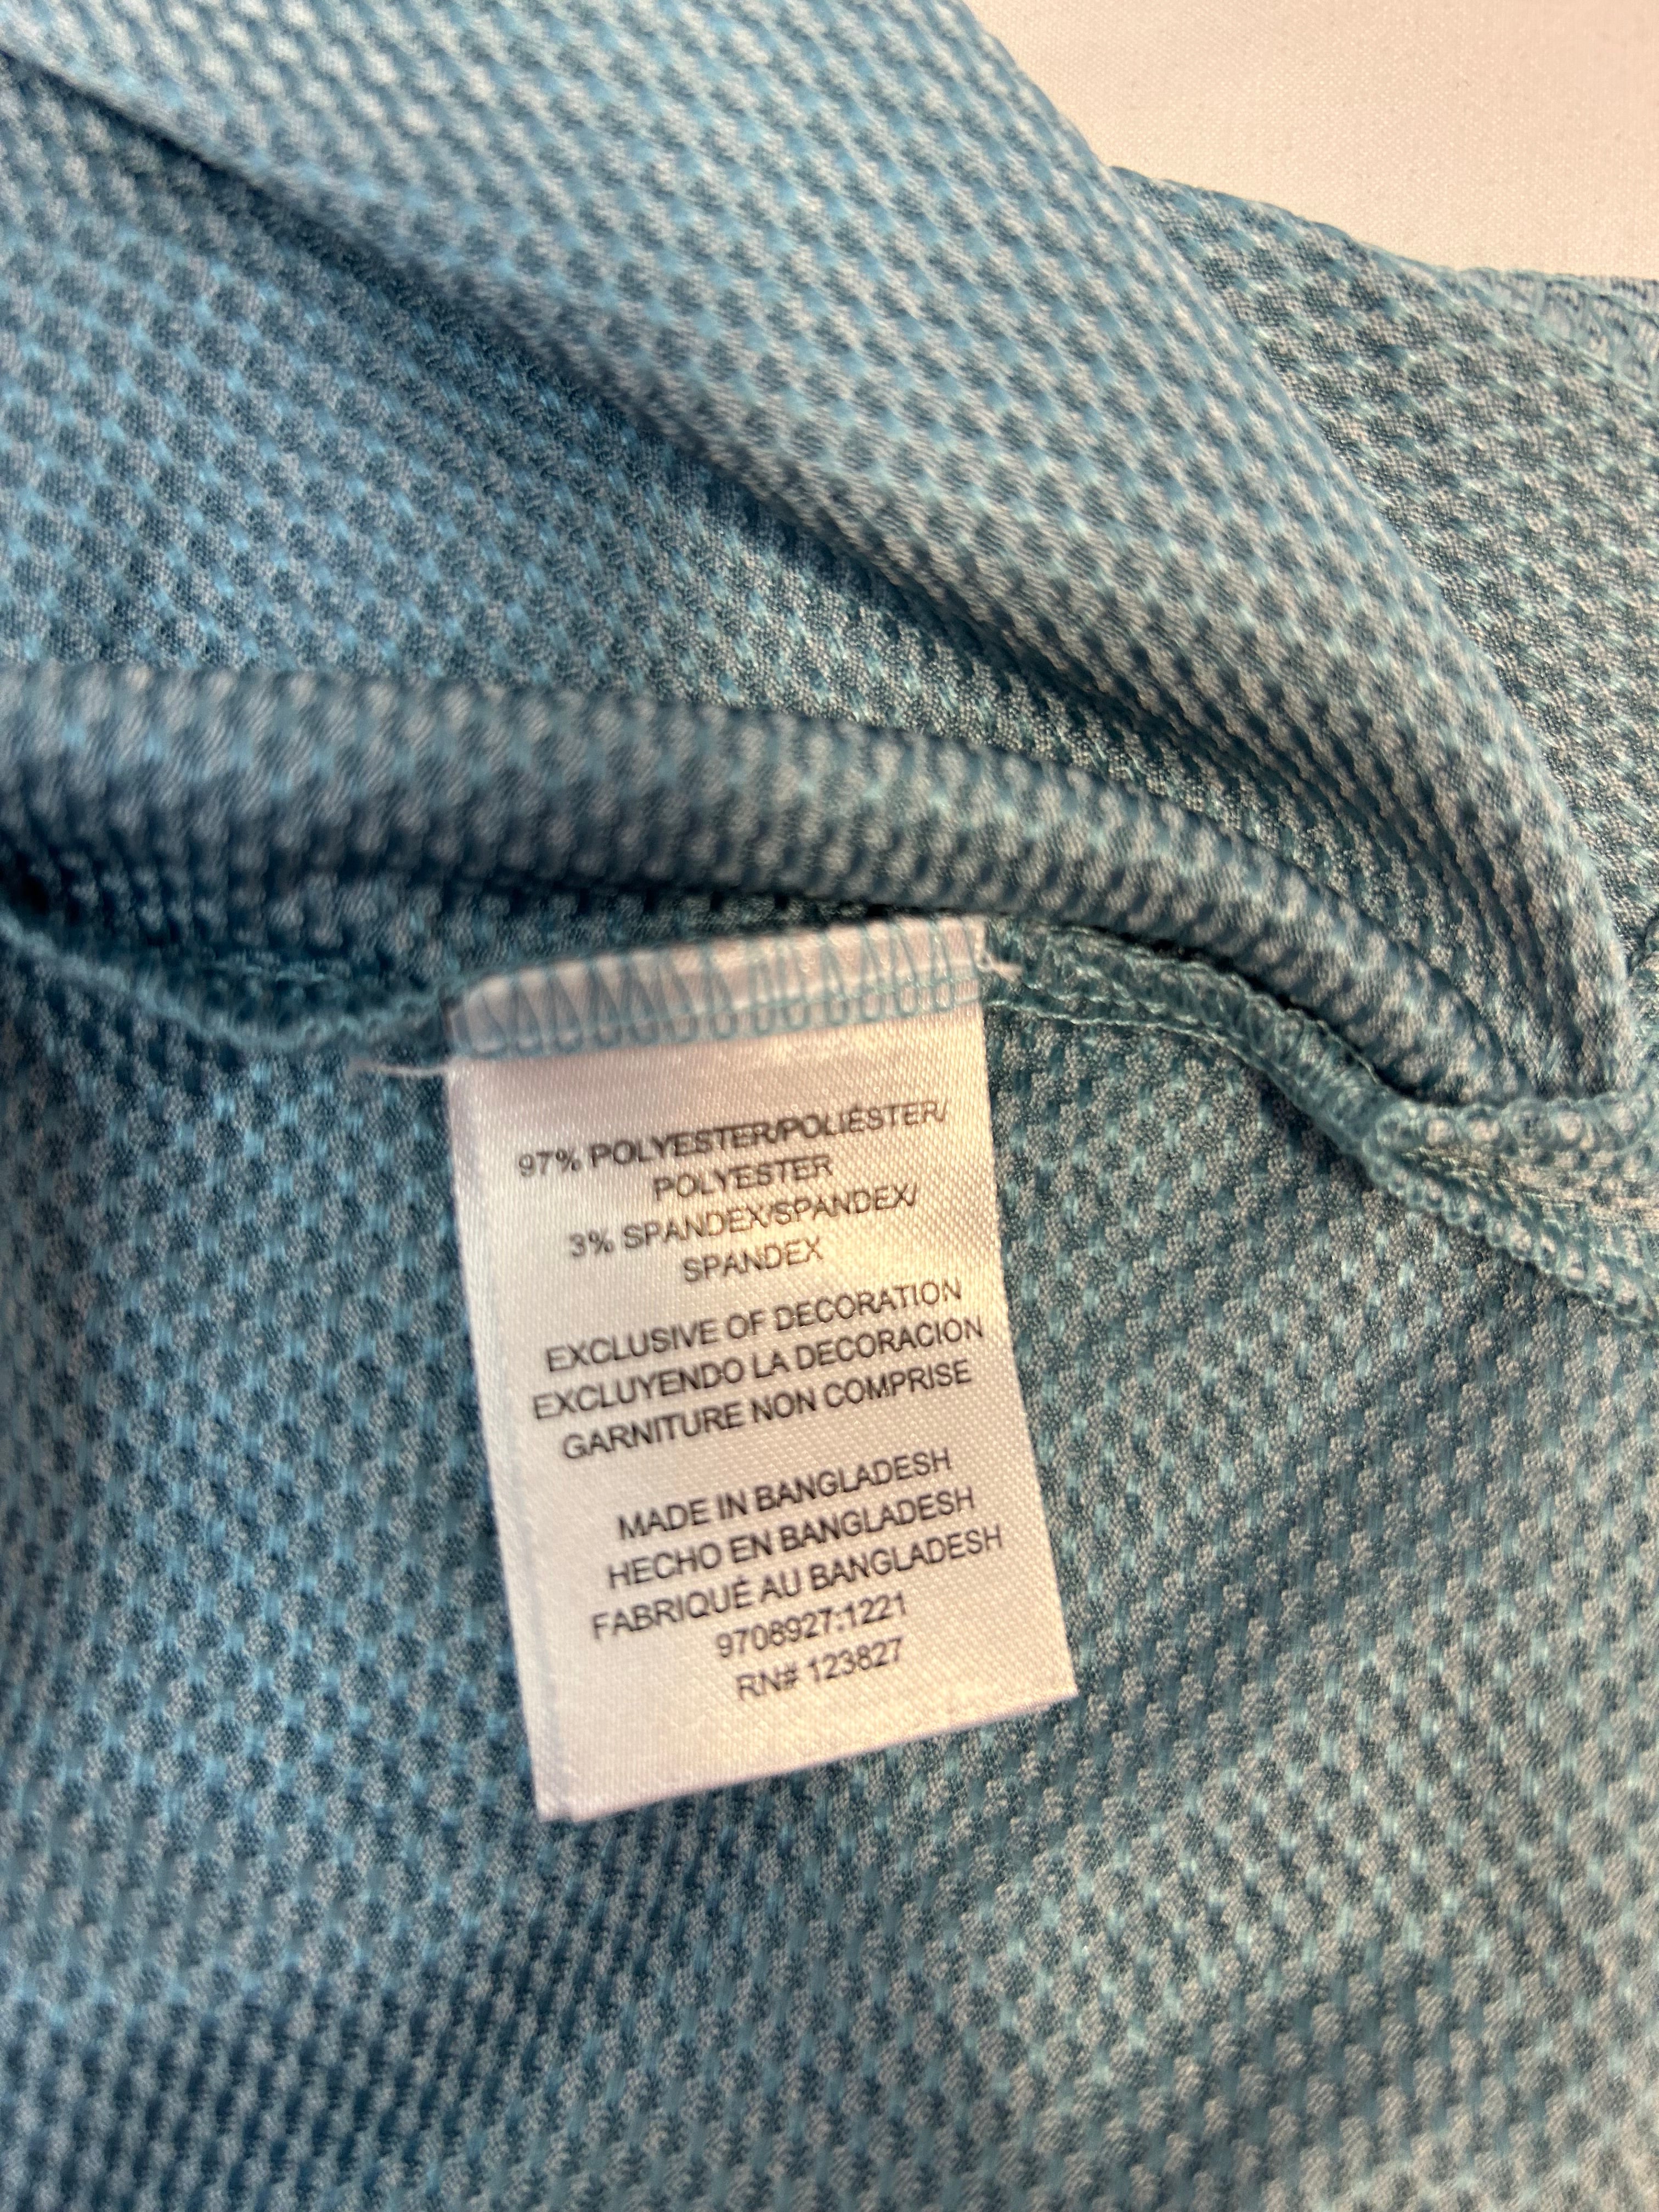 97% POLYESTER/POLIÉSTER/
POLYESTER
3% SPANDEX/SPANDEX/
SPANDEX
EXCLUSIVE OF DECORATION
EXCLUYENDO LA DECORACION
GARNITURE NON COMPRISE
MADE IN BANGLADESH
HECHO EN BANGLADESH
FABRIQUÉ AU BANGLADESH
9708927:1221
RN# 123827